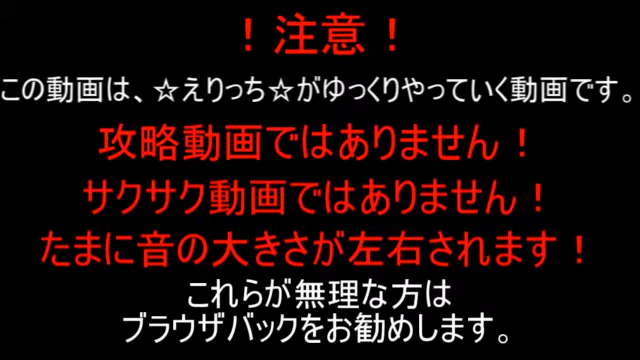 ！注意！
この動画は、☆えりっち☆がゆっくりやっていく動画です。
攻略動画ではありません！
サクサク動画ではありません！
たまに音の大きさが左右されます！
これらが無理な方は
ブラウザバックをお勧めします。